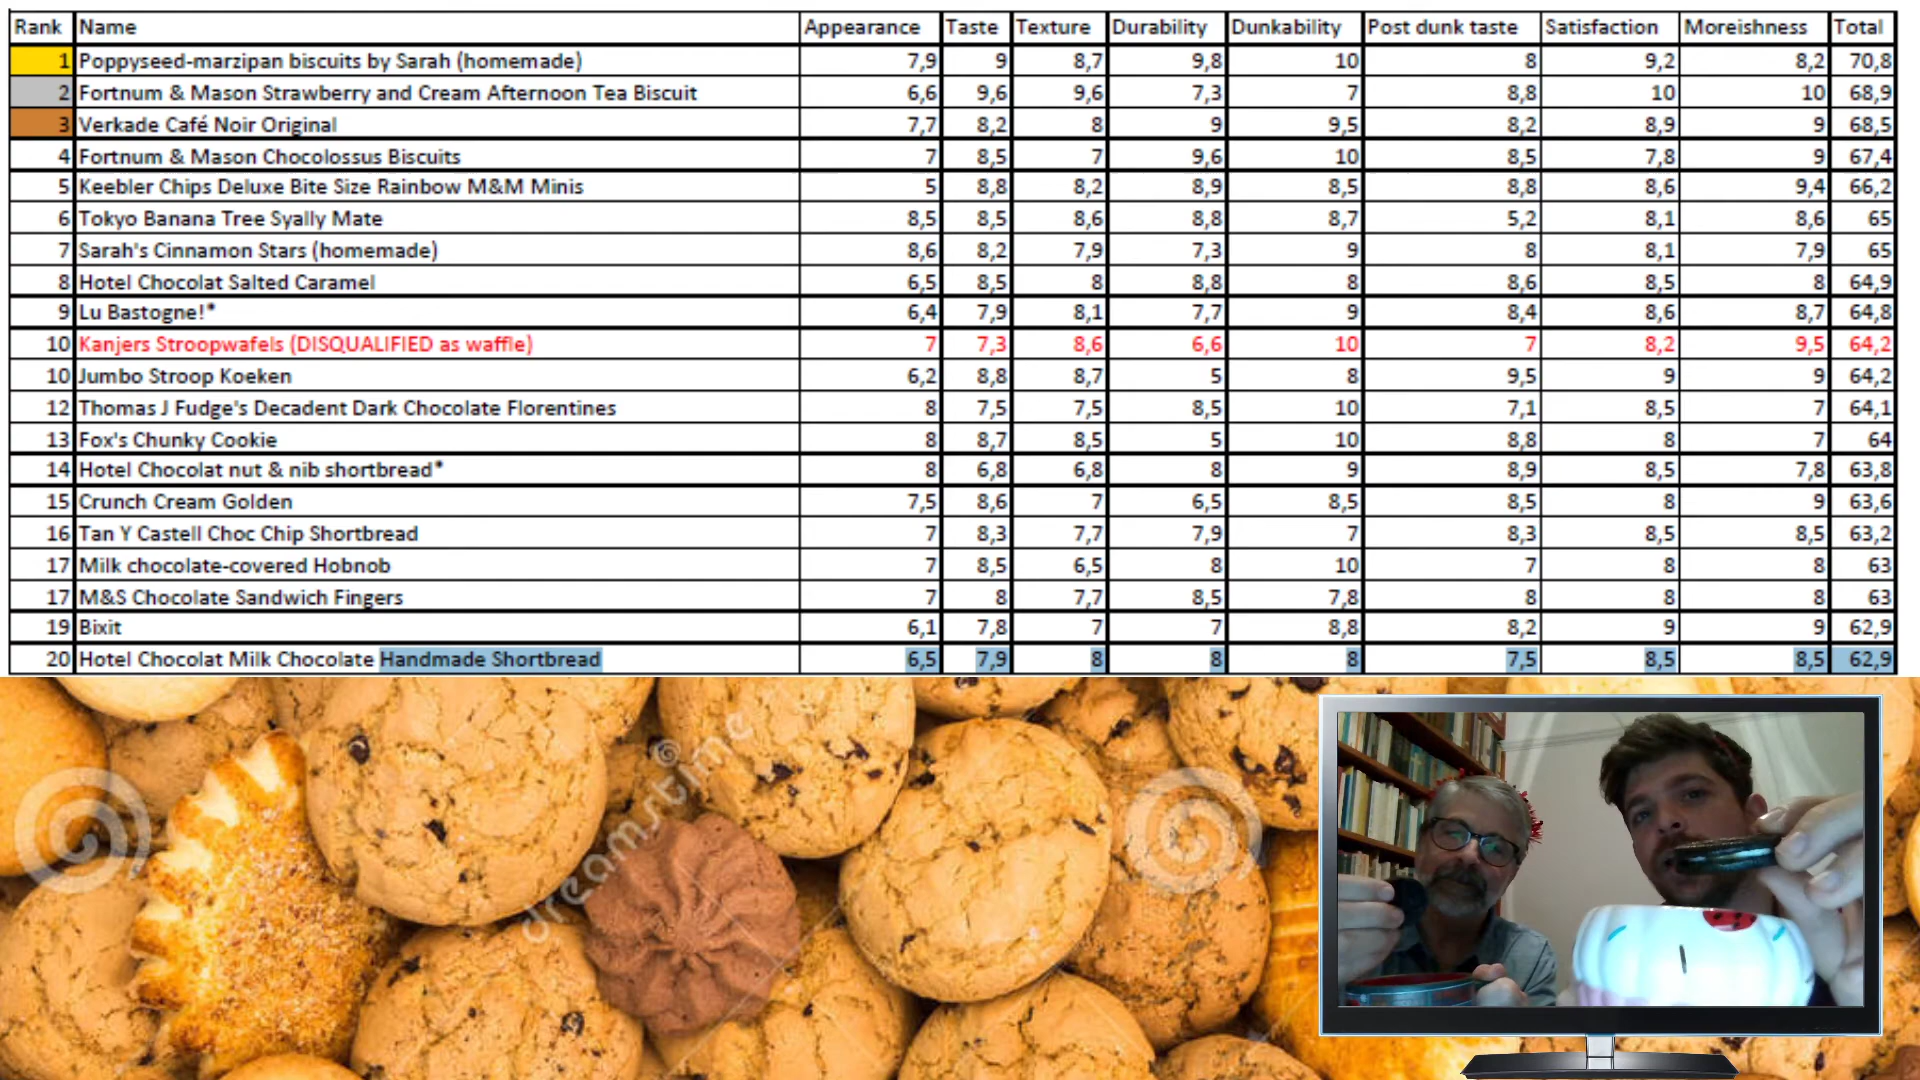 Rank Name Appearance Taste Texture Durability Dunkability Post dunk taste Satisfaction Moreishness Total
1 Poppyseed-marzipan biscuits by Sarah (homemade) 7,9 9 8,7 9,8 10 8 9,2 8,2 70,8
2 Fortnum & Mason Strawberry and Cream Afternoon Tea Biscuit 6,6 9,6 9,6 7,3 7 8,8 10 10 68,9
3 Verkade Café Noir Original 7,7 8,2 8 9 9,5 8,2 8,9 9 68,5
4 Fortnum & Mason Chocolossus Biscuits 7 8,5 7 9,6 10 8,5 7,8 9 67,4
5 Keebler Chips Deluxe Bite Size Rainbow M&M Minis 5 8,8 8,2 8,9 8,5 8,8 8,6 9,4 66,2
6 Tokyo Banana Tree Syally Mate 8,5 8,5 8,6 8,8 8,7 5,2 8,1 8,6 65
7 Sarah's Cinnamon Stars (homemade) 8,6 8,2 7,9 7,3 9 8 8,1 7,9 65
8 Hotel Chocolat Salted Caramel 6,5 8,5 8 8,8 8 8,6 8,5 8 64,9
9 Lu Bastogne!* 6,4 7,9 8,1 7,7 9 8,4 8,6 8,7 64,8
10 Kanjers Stroopwafels (DISQUALIFIED as waffle) 7 7,3 8,6 6,6 10 7 8,2 9,5 64,2
10 Jumbo Stroop Koeken 6,2 8,8 8,7 5 8 9,5 9 9 64,2
12 Thomas J Fudge's Decadent Dark Chocolate Florentines 8 7,5 7,5 8,5 10 7,1 8,5 7 64,1
13 Fox's Chunky Cookie 8 8,7 8,5 5 10 8,8 8 7 64
14 Hotel Chocolat nut & nib shortbread* 8 6,8 6,8 8 9 8,9 8,5 7,8 63,8
15 Crunch Cream Golden 7,5 8,6 7 6,5 8,5 8,5 8 9 63,6
16 Tan Y Castell Choc Chip Shortbread 7 8,3 7,7 7,9 7 8,3 8,5 8,5 63,2
17 Milk chocolate-covered Hobnob 7 8,5 6,5 8 10 7 8 8 63
17 M&S Chocolate Sandwich Fingers 7 8 7,7 8,5 7,8 8 8 8 63
19 Bixit 6,1 7,8 7 7 8,8 8,2 9 9 62,9
20 Hotel Chocolat Milk Chocolate Handmade Shortbread 6,5 7,9 8 8 8 7,5 8,5 8,5 62,9
dreamstime